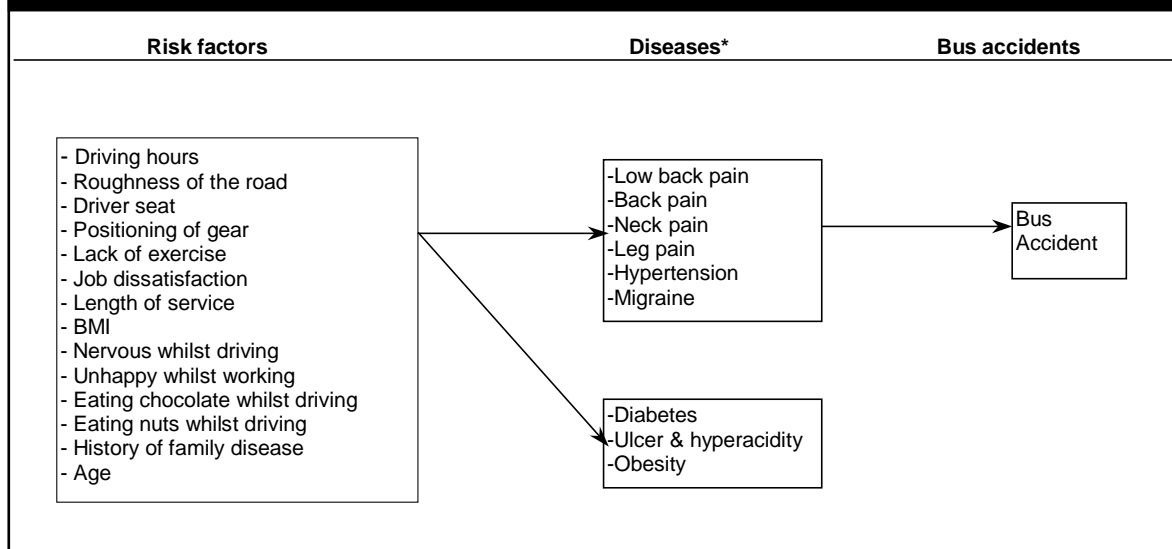 Risk factors Diseases* Bus accidents
- Driving hours
- Roughness of the road
- Driver seat
- Positioning of gear
- Lack of exercise
- Job dissatisfaction
- Length of service
- BMI
- Nervous whilst driving
- Unhappy whilst working
- Eating chocolate whilst driving
- Eating nuts whilst driving
- History of family disease
- Age
-Low back pain
-Back pain
-Neck pain
-Leg pain
-Hypertension
-Migraine
-Diabetes
-Ulcer & hyperacidity
-Obesity
Bus
Accident